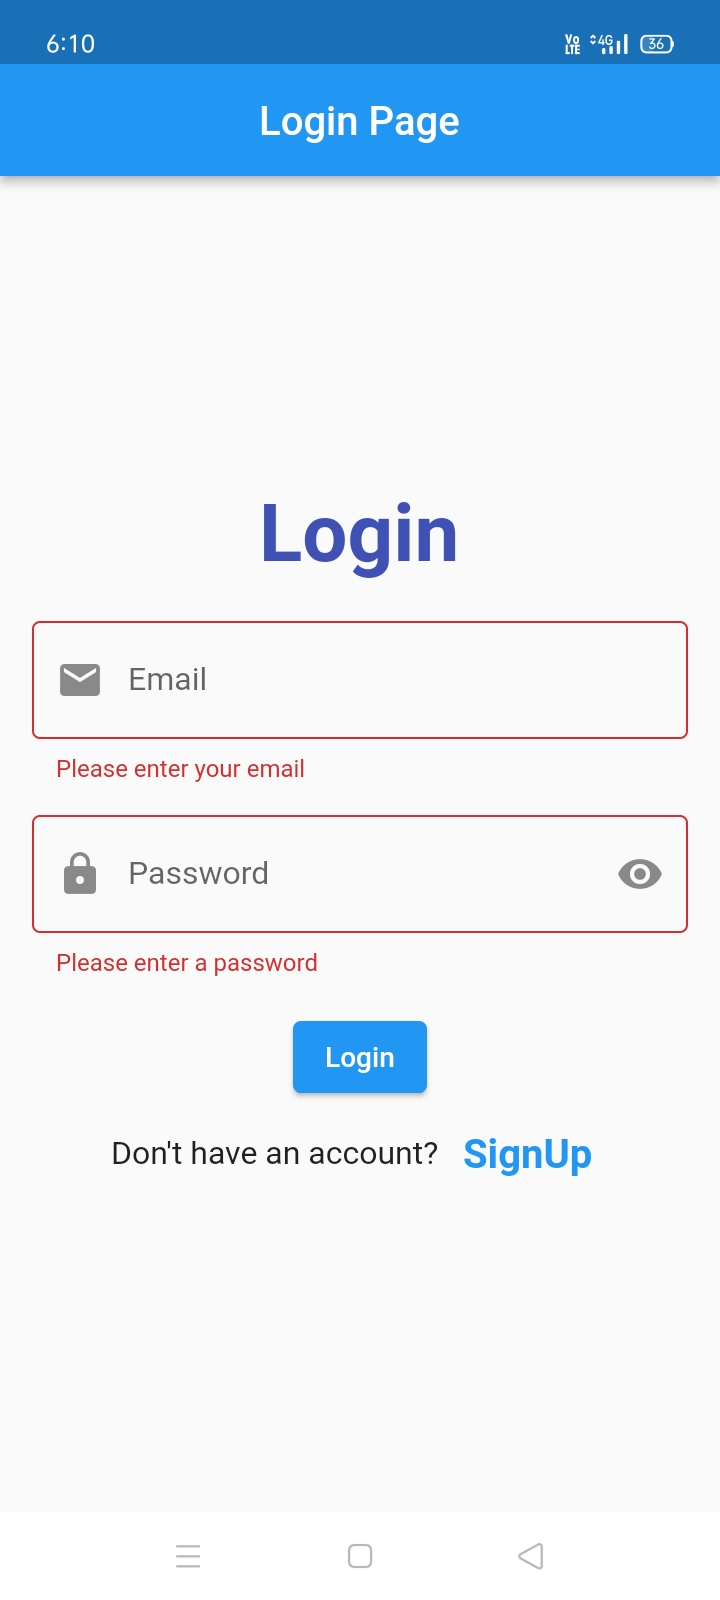 6:10
Vo LTE 4G 36
Login Page
Login
Email
Please enter your email
Password
Please enter a password
Login
Don't have an account? SignUp